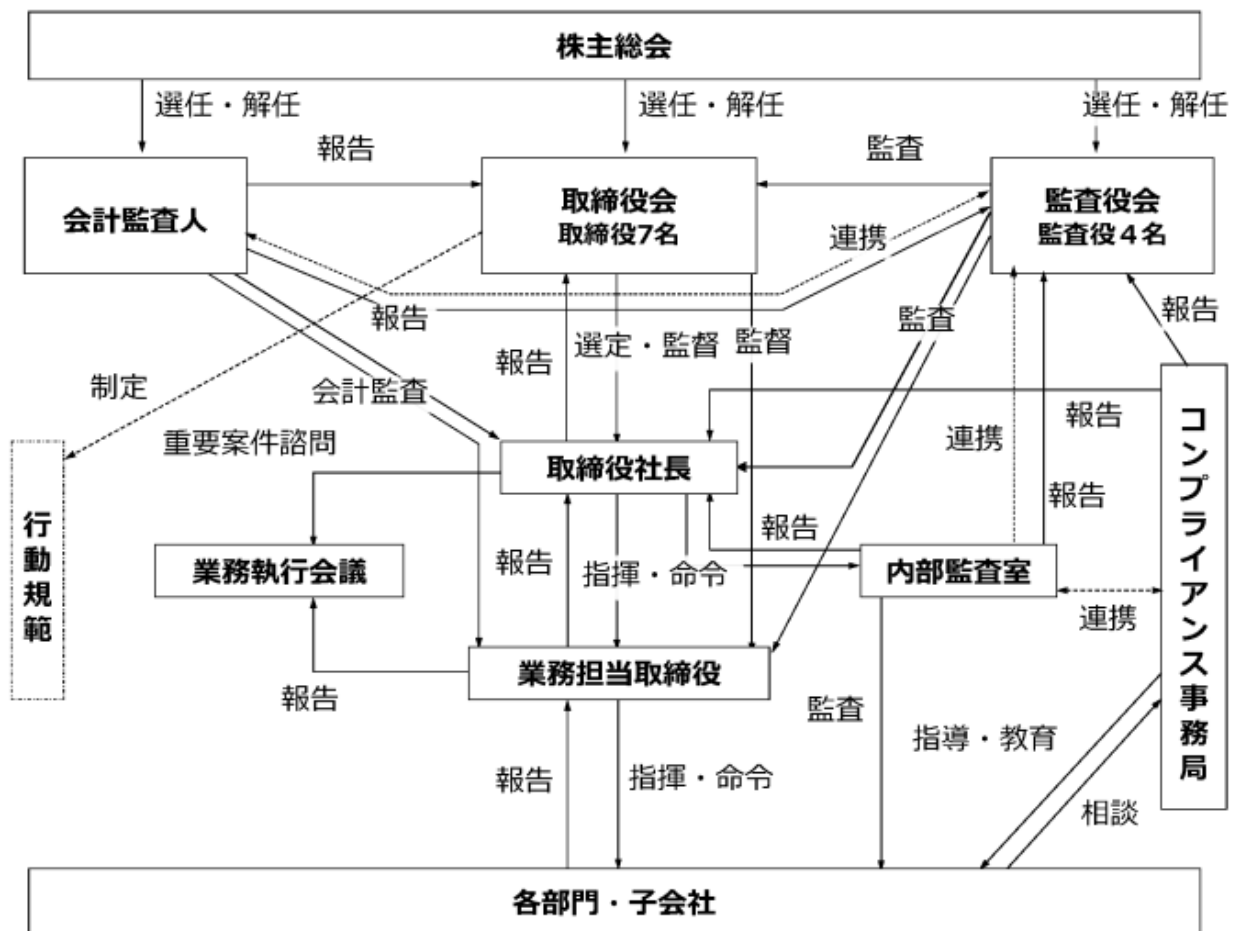 株主総会
選任・解任
選任・解任
選任・解任
報告
監査
会計監査人
取締役会
取締役7名
監査役会
監査役４名
連携
報告
報告
選定・監督
監督
監査
報告
制定
会計監査
報告
重要案件諮問
取締役社長
連携
報告
行動規範
業務執行会議
報告
指揮・命令
報告
内部監査室
連携
コンプライアンス事務局
業務担当取締役
報告
監査
指導・教育
報告
指揮・命令
相談
各部門・子会社